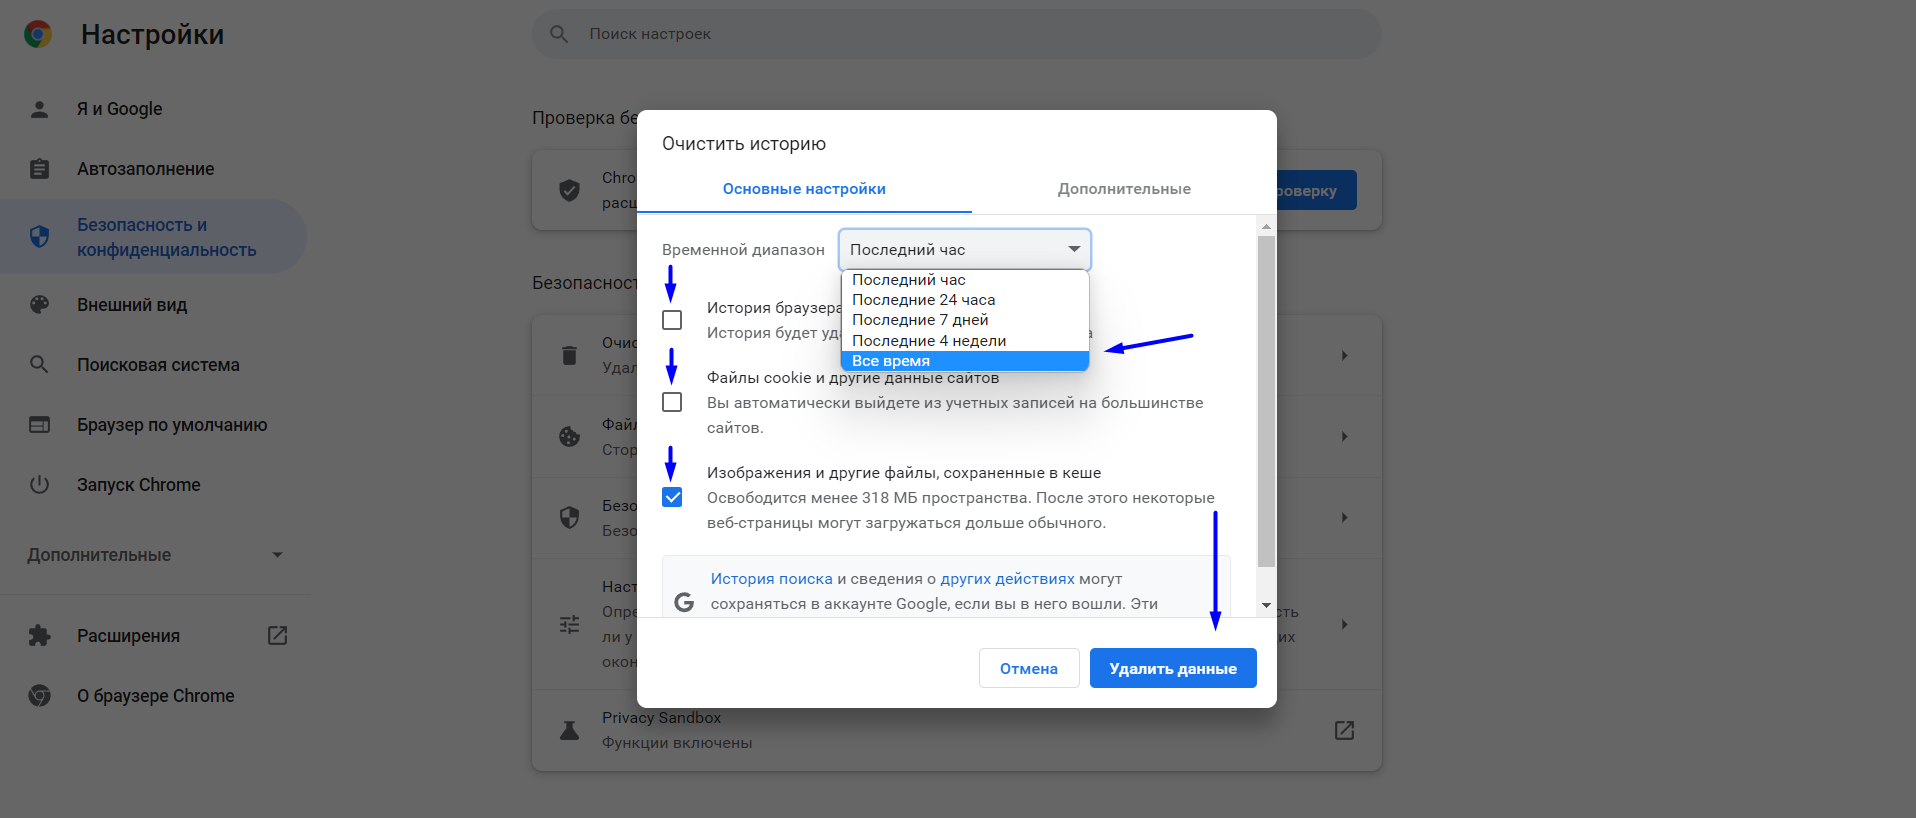 Настройки
Поиск настроек
Я и Google
Автозаполнение
Безопасность и
конфиденциальность
Внешний вид
Поисковая система
Браузер по умолчанию
Запуск Chrome
Дополнительные
Расширения
О браузере Chrome
Проверка бе
Chro
расш
роверку
Безопасност
Очис
Удал
Файл
Стор
Безо
Безо
Наст
Опре
сть
ли у
их
окон
Privacy Sandbox
Функции включены
Очистить историю
Основные настройки
Дополнительные
Временной диапазон
Последний час
Последний час
Последние 24 часа
Последние 7 дней
Последние 4 недели
Все время
История браузера
История будет уда
а
Файлы cookie и другие данные сайтов
Вы автоматически выйдете из учетных записей на большинстве
сайтов.
Изображения и другие файлы, сохраненные в кеше
Освободится менее 318 МБ пространства. После этого некоторые
веб-страницы могут загружаться дольше обычного.
История поиска и сведения о других действиях могут
сохраняться в аккаунте Google, если вы в него вошли. Эти
Отмена
Удалить данные